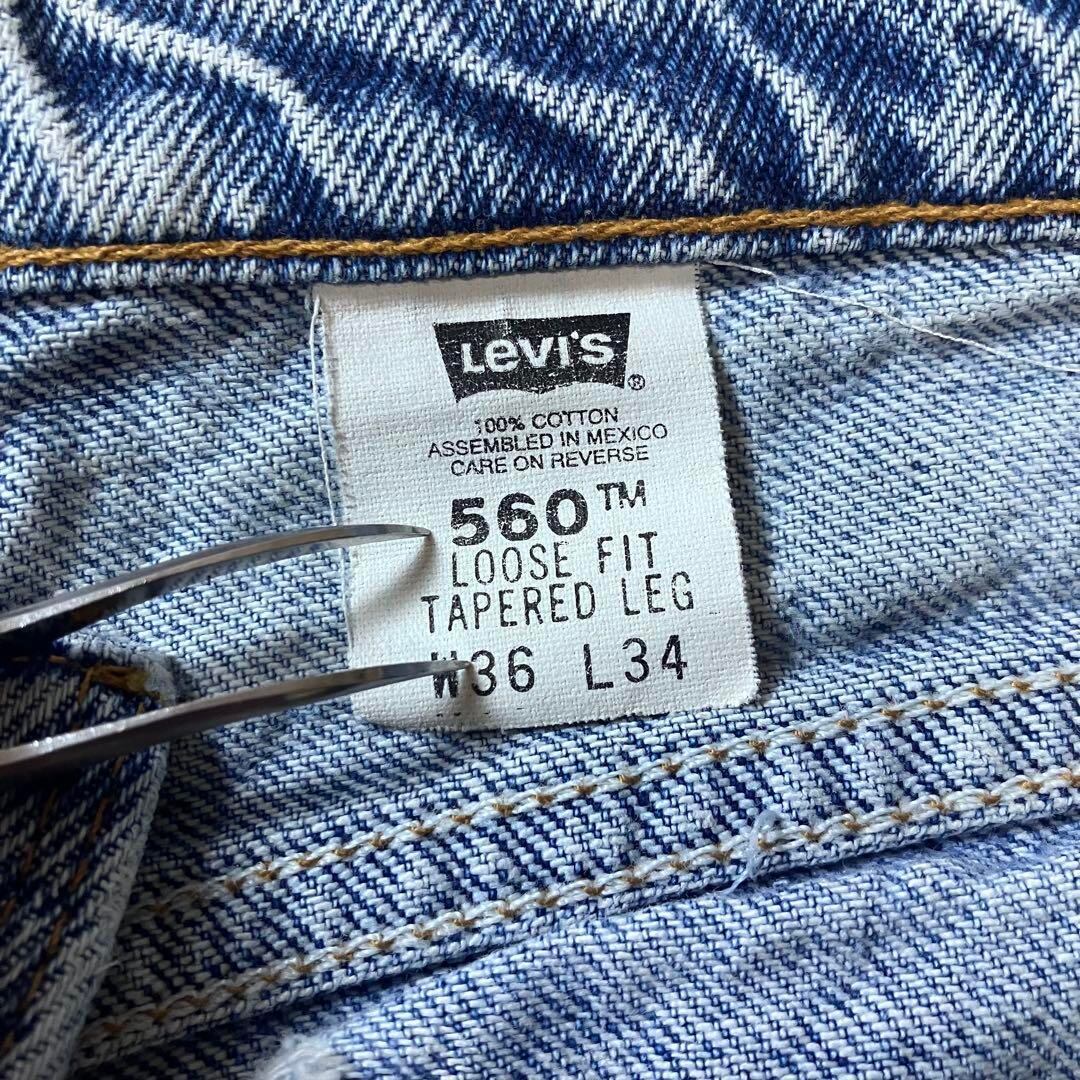 Levi's ®
100% COTTON
ASSEMBLED IN MEXICO
CARE ON REVERSE
560™
LOOSE FIT
TAPERED LEG
W36 L34